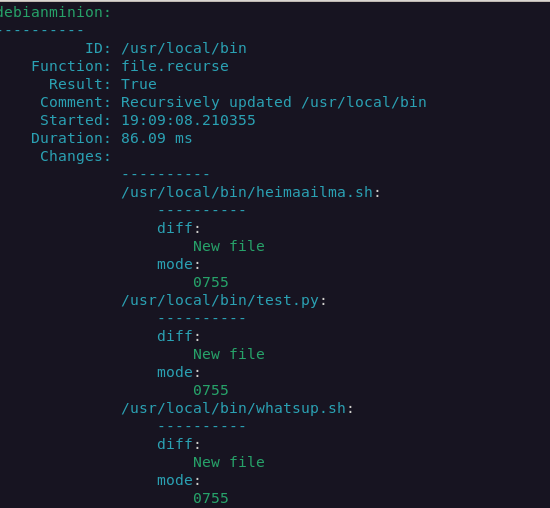 debianminion:
----------
ID: /usr/local/bin
Function: file.recurse
Result: True
Comment: Recursively updated /usr/local/bin
Started: 19:09:08.210355
Duration: 86.09 ms
Changes:
----------
/usr/local/bin/heimaailma.sh:
----------
diff:
New file
mode:
0755
/usr/local/bin/test.py:
----------
diff:
New file
mode:
0755
/usr/local/bin/whatsup.sh:
----------
diff:
New file
mode:
0755